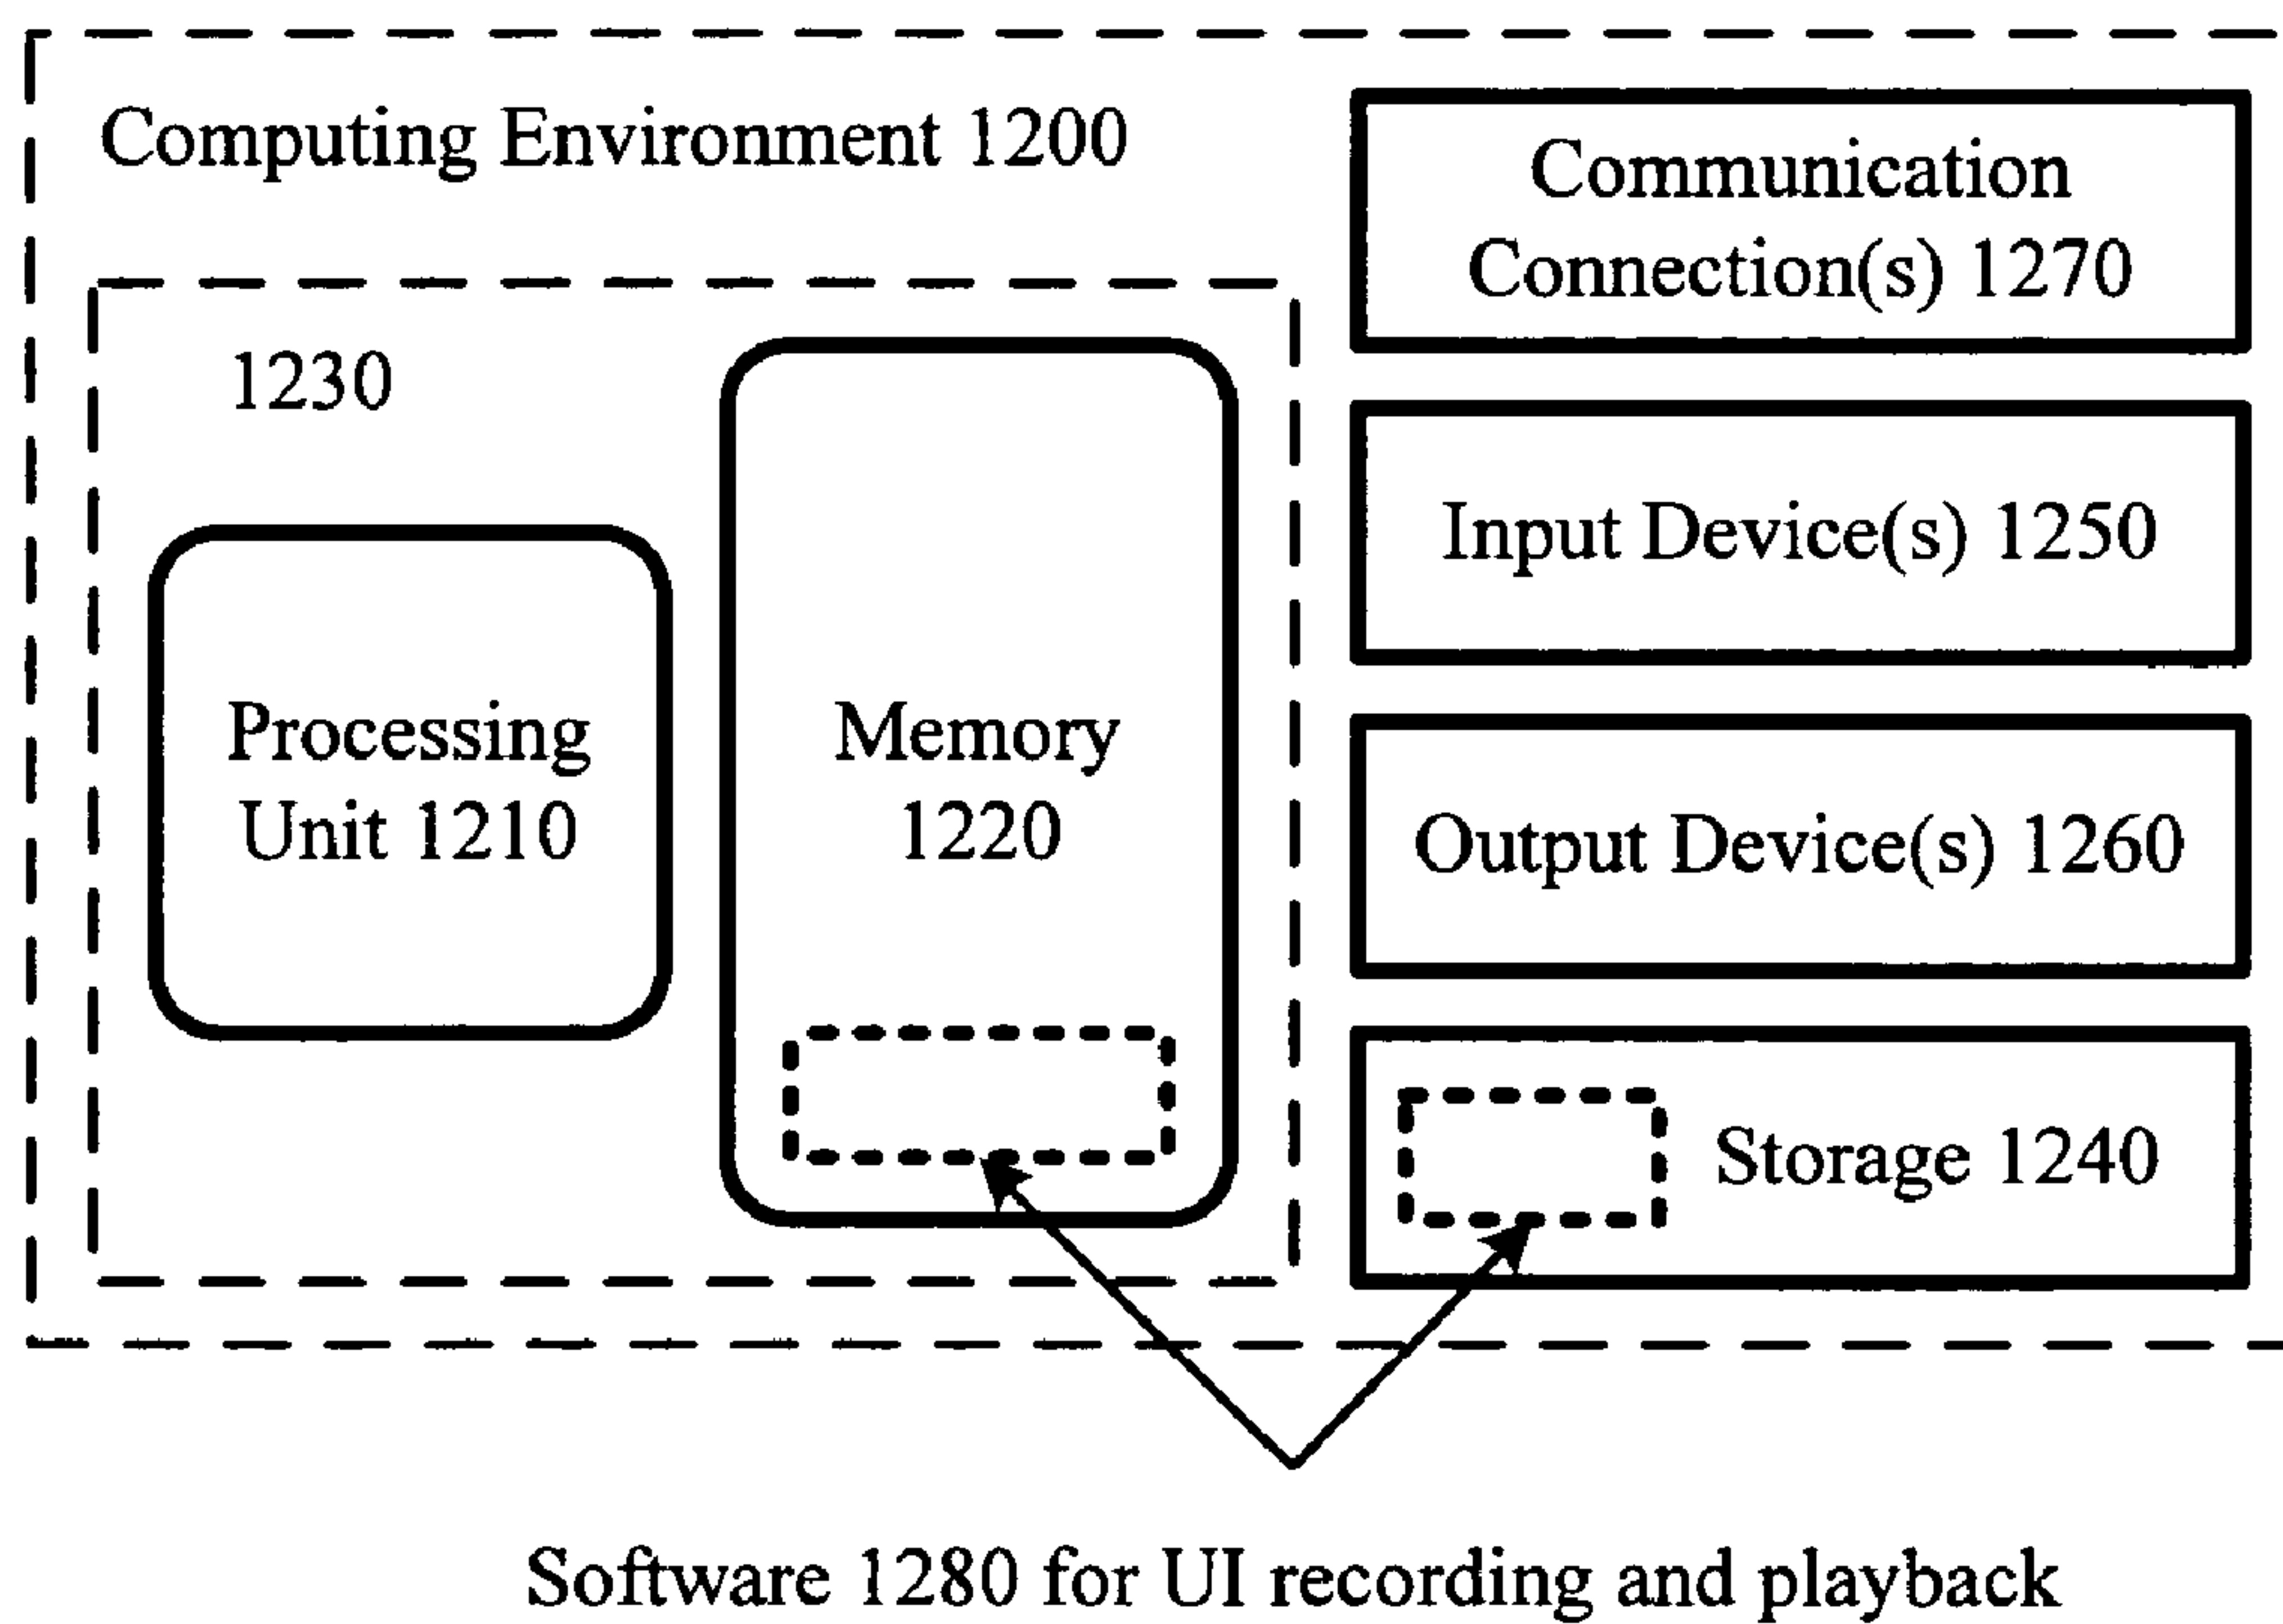 Computing Environment 1200
Communication
Connection(s) 1270
1230
Input Device(s) 1250
Processing
Unit 1210
Memory
1220
Output Device(s) 1260
Storage 1240
Software 1280 for UI recording and playback